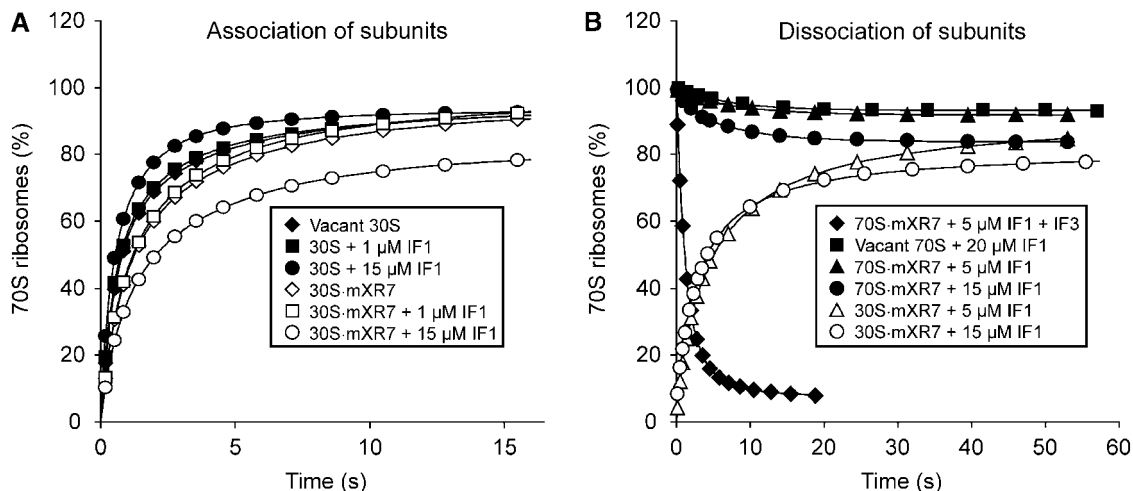 A
Association of subunits
120
100
80
60
40
20
0
70S ribosomes (%)
Vacant 30S
30S + 1 µM IF1
30S + 15 µM IF1
30S·mXR7
30S·mXR7 + 1 µM IF1
30S·mXR7 + 15 µM IF1
0 5 10 15
Time (s)
B
Dissociation of subunits
120
100
80
60
40
20
0
70S ribosomes (%)
70S·mXR7 + 5 µM IF1 + IF3
Vacant 70S + 20 µM IF1
70S·mXR7 + 5 µM IF1
70S·mXR7 + 15 µM IF1
30S·mXR7 + 5 µM IF1
30S·mXR7 + 15 µM IF1
0 10 20 30 40 50 60
Time (s)